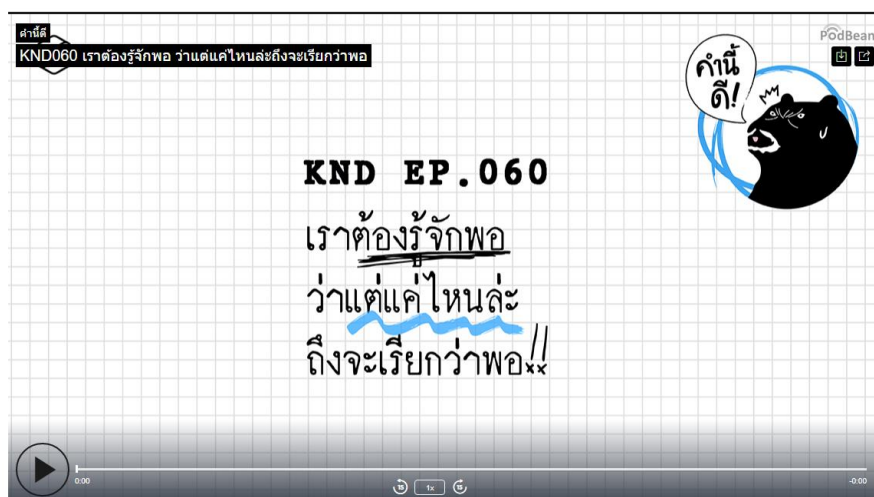 คำนี้ดี
KND060 เราต้องรู้จักพอ ว่าแต่แค่ไหนล่ะถึงจะเรียกว่าพอ
PodBean
คำนี้
ดี!
KND EP.060
เราต้องรู้จักพอ
ว่าแต่แค่ไหนล่ะ
ถึงจะเรียกว่าพอ!!
0:00
15
1x
15
-0:00